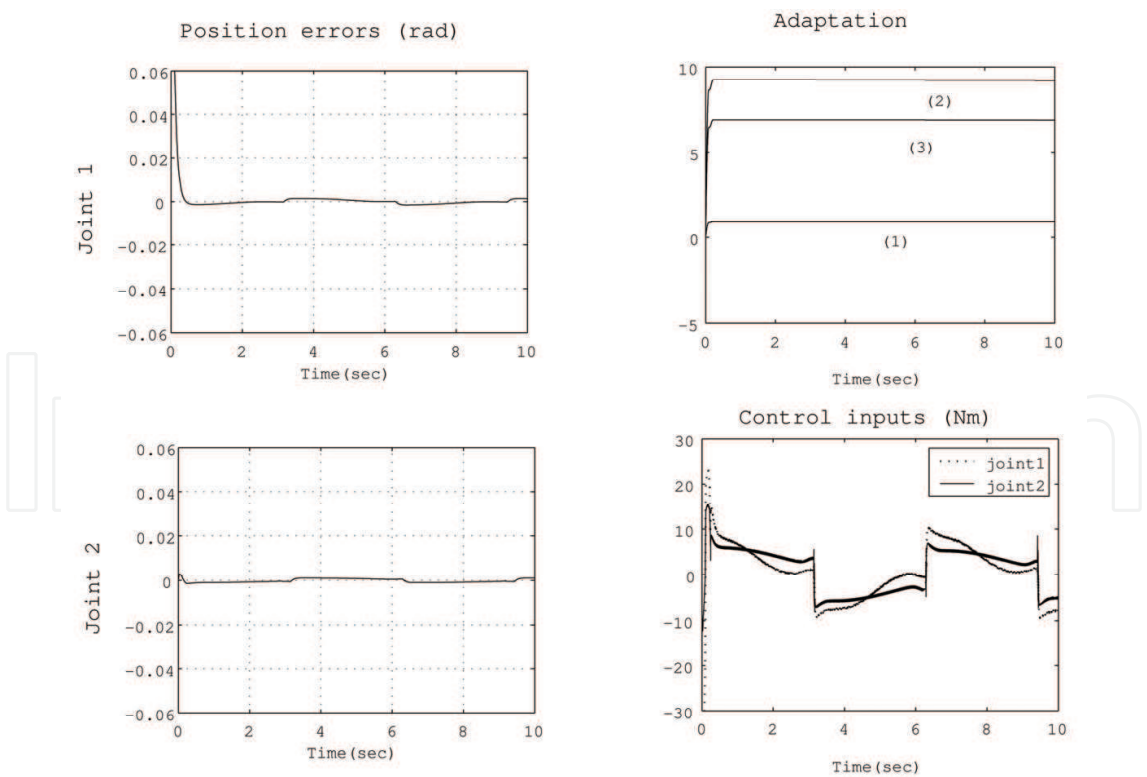 Position errors (rad)
0.06
0.04
0.02
0
-0.02
-0.04
-0.06
Joint 1
0 2 4 6 8 10
Time(sec)
Adaptation
10
5
0
-5
(2)
(3)
(1)
0 2 4 6 8 10
Time(sec)
0.06
0.04
0.02
0
-0.02
-0.04
-0.06
Joint 2
0 2 4 6 8 10
Time(sec)
Control inputs (Nm)
30
20
10
0
-10
-20
-30
joint1
joint2
0 2 4 6 8 10
Time(sec)